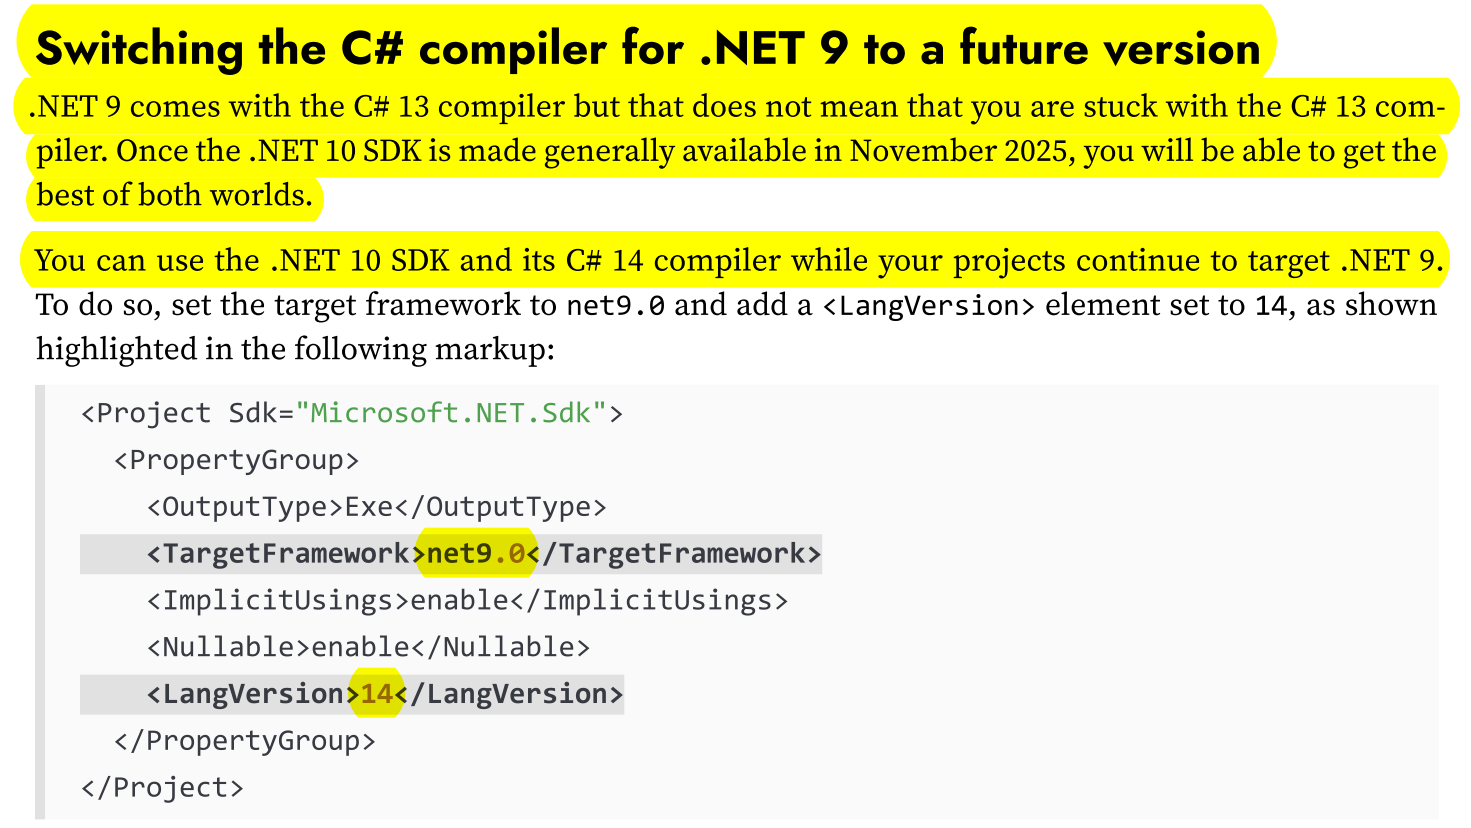 Switching the C# compiler for .NET 9 to a future version
.NET 9 comes with the C# 13 compiler but that does not mean that you are stuck with the C# 13 com-
piler. Once the .NET 10 SDK is made generally available in November 2025, you will be able to get the
best of both worlds.
You can use the .NET 10 SDK and its C# 14 compiler while your projects continue to target .NET 9.
To do so, set the target framework to net9.0 and add a <LangVersion> element set to 14, as shown
highlighted in the following markup:
<Project Sdk="Microsoft.NET.Sdk">
  <PropertyGroup>
    <OutputType>Exe</OutputType>
    <TargetFramework>net9.0</TargetFramework>
    <ImplicitUsings>enable</ImplicitUsings>
    <Nullable>enable</Nullable>
    <LangVersion>14</LangVersion>
  </PropertyGroup>
</Project>